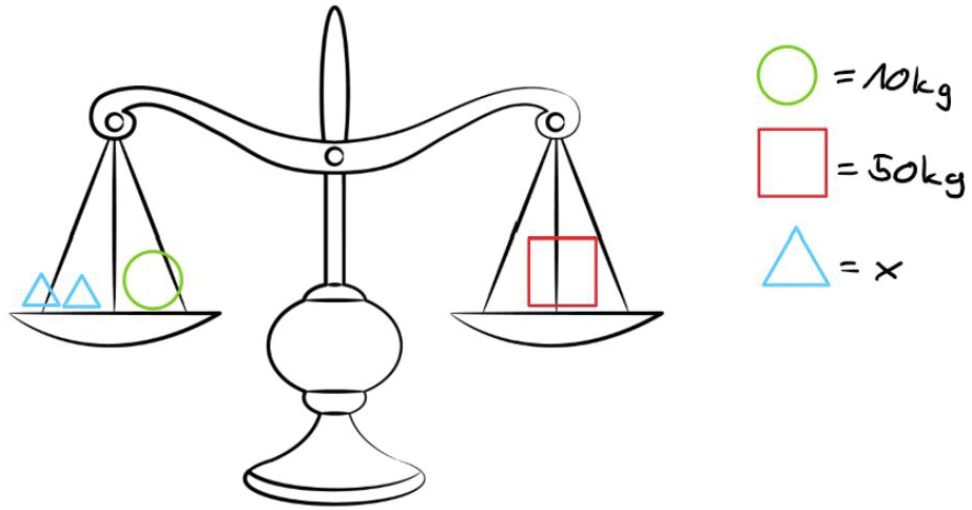 = 10kg
= 50kg
= x